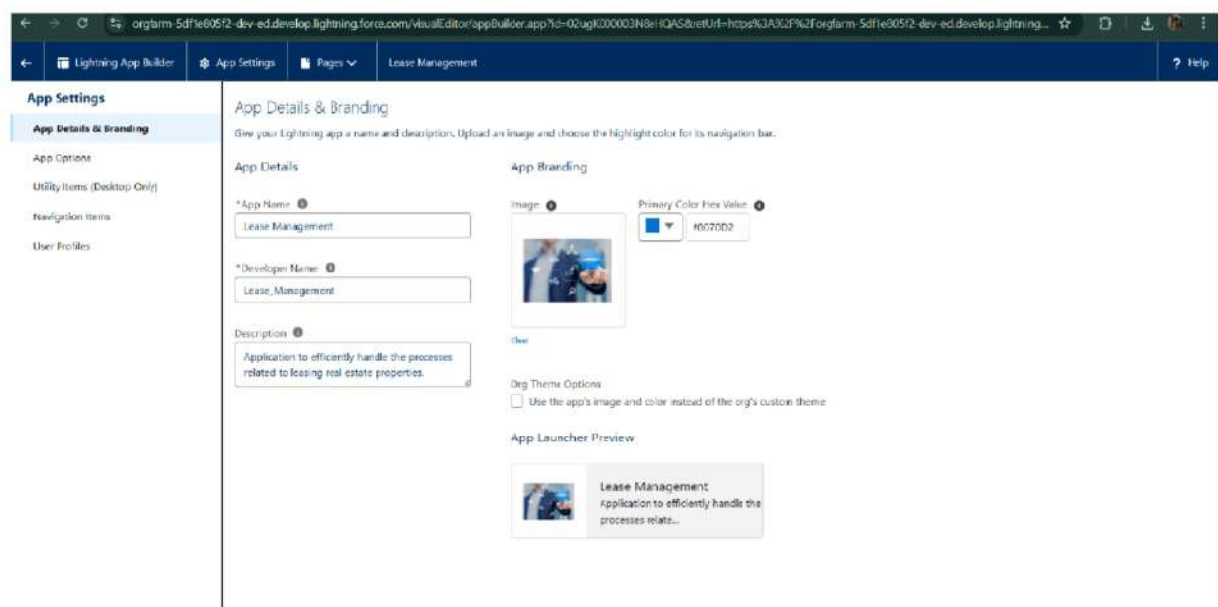 orgfarm-5df1e805f2-dev-ed.develop.lightning.force.com/visualEditor/appBuilder.app?id=02ugK000003N8eHQAS&retUrl=https%3A%2F%2Forgfarm-5df1e805f2-dev-ed.develop.lightning...
Lightning App Builder
App Settings
Pages
Lease Management
? Help
App Settings
App Details & Branding
App Options
Utility Items (Desktop Only)
Navigation Items
User Profiles
App Details & Branding
Give your Lightning app a name and description. Upload an image and choose the highlight color for its navigation bar.
App Details
*App Name
Lease Management
*Developer Name
Lease_Management
Description
Application to efficiently handle the processes
related to leasing real estate properties.
App Branding
Image
Primary Color Hex Value
#0070D2
Clear
Org Theme Options
Use the app's image and color instead of the org's custom theme
App Launcher Preview
Lease Management
Application to efficiently handle the
processes relate...